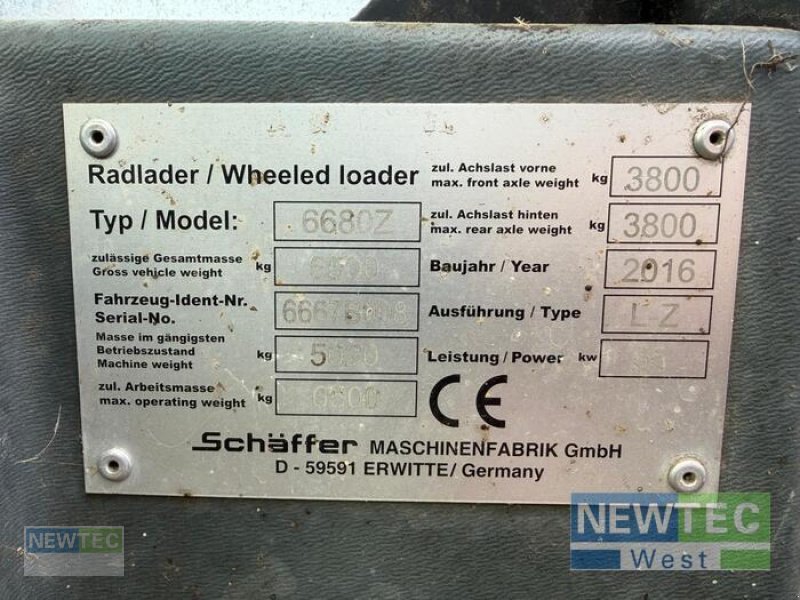 Radlader / Wheeled loader
Typ / Model: 6680Z
zulässige Gesamtmasse
Gross vehicle weight kg
Fahrzeug-Ident-Nr.
Serial-No.
Masse im gängigsten
Betriebszustand
Machine weight kg
zul. Arbeitsmasse
max. operating weight kg
zul. Achslast vorne
max. front axle weight kg 3800
zul. Achslast hinten
max. rear axle weight kg 3800
Baujahr / Year 2016
Ausführung / Type LZ
Leistung / Power kw
CE
Schäffer MASCHINENFABRIK GmbH
D - 59591 ERWITTE/ Germany
NEWTEC
NEWTEC
West